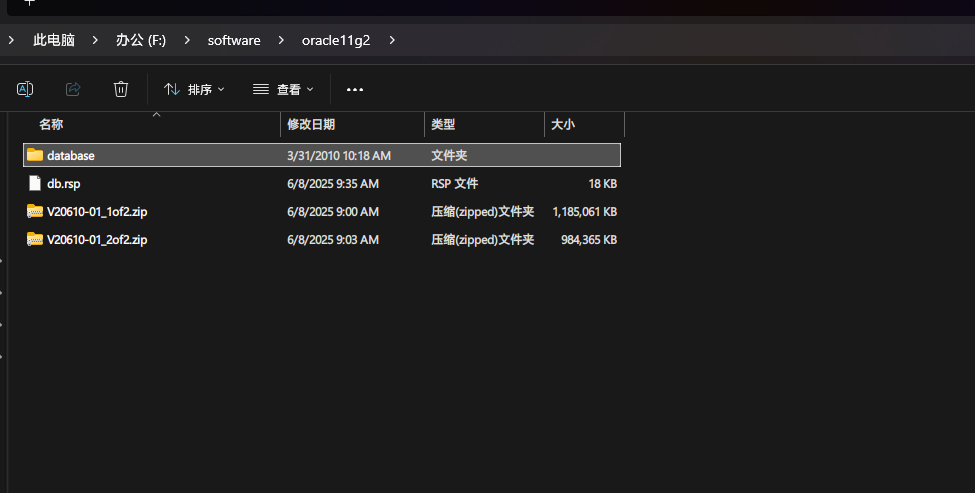 此电脑 办公 (F:) software oracle11g2
排序 查看
名称 修改日期 类型 大小
database 3/31/2010 10:18 AM 文件夹
db.rsp 6/8/2025 9:35 AM RSP 文件 18 KB
V20610-01_1of2.zip 6/8/2025 9:00 AM 压缩(zipped)文件夹 1,185,061 KB
V20610-01_2of2.zip 6/8/2025 9:03 AM 压缩(zipped)文件夹 984,365 KB